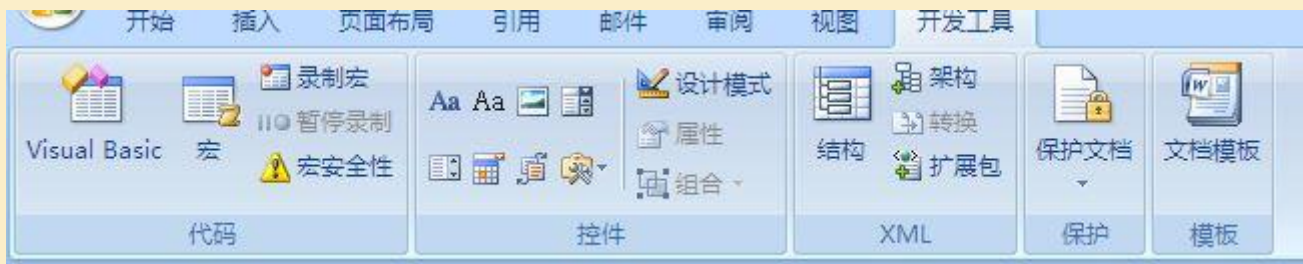 开始 插入 页面布局 引用 邮件 审阅 视图 开发工具
Visual Basic
宏
录制宏
暂停录制
宏安全性
代码
Aa Aa
设计模式
属性
组合
控件
结构
架构
转换
扩展包
XML
保护文档
保护
文档模板
模板